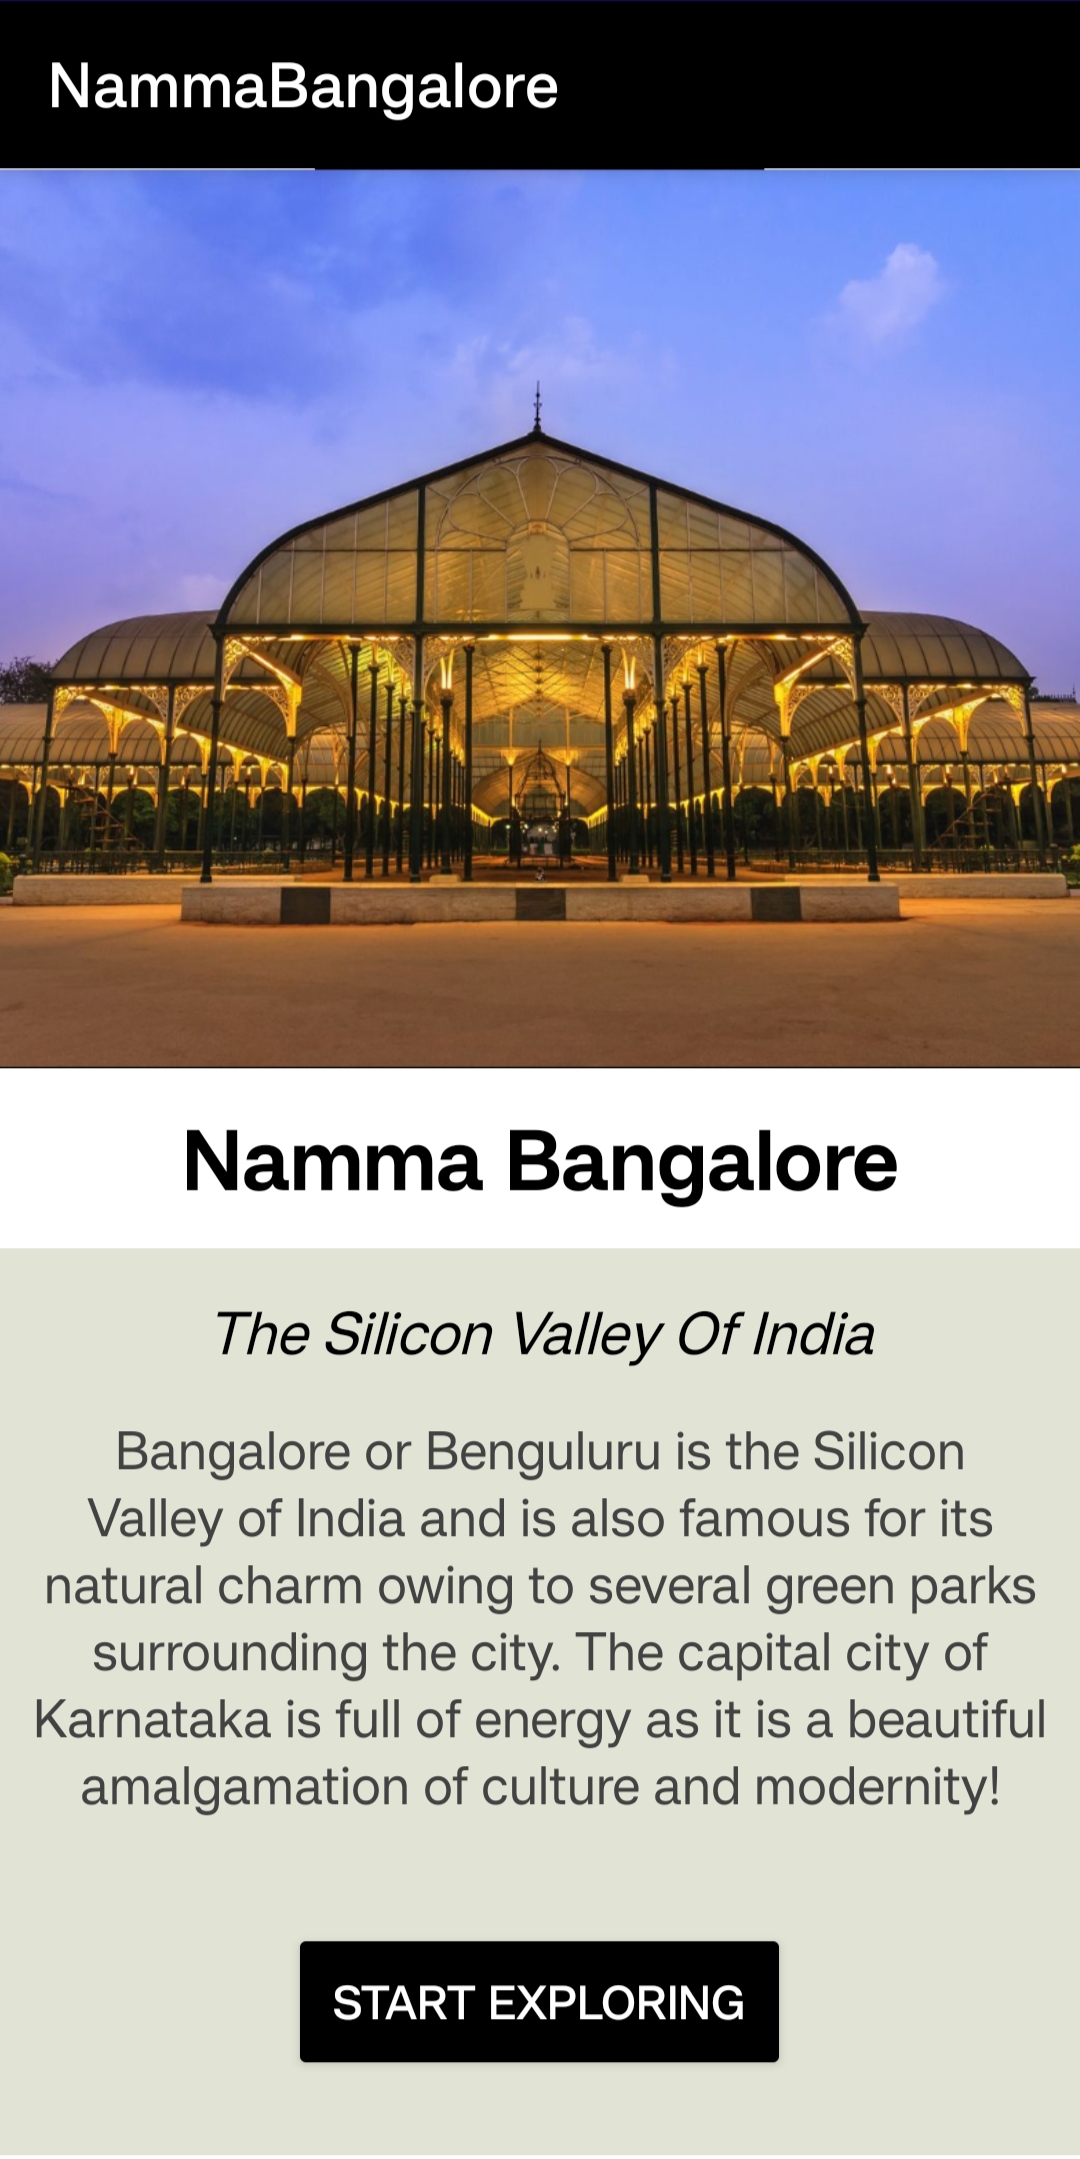 NammaBangalore
Namma Bangalore
The Silicon Valley Of India
Bangalore or Benguluru is the Silicon
Valley of India and is also famous for its
natural charm owing to several green parks
surrounding the city. The capital city of
Karnataka is full of energy as it is a beautiful
amalgamation of culture and modernity!
START EXPLORING